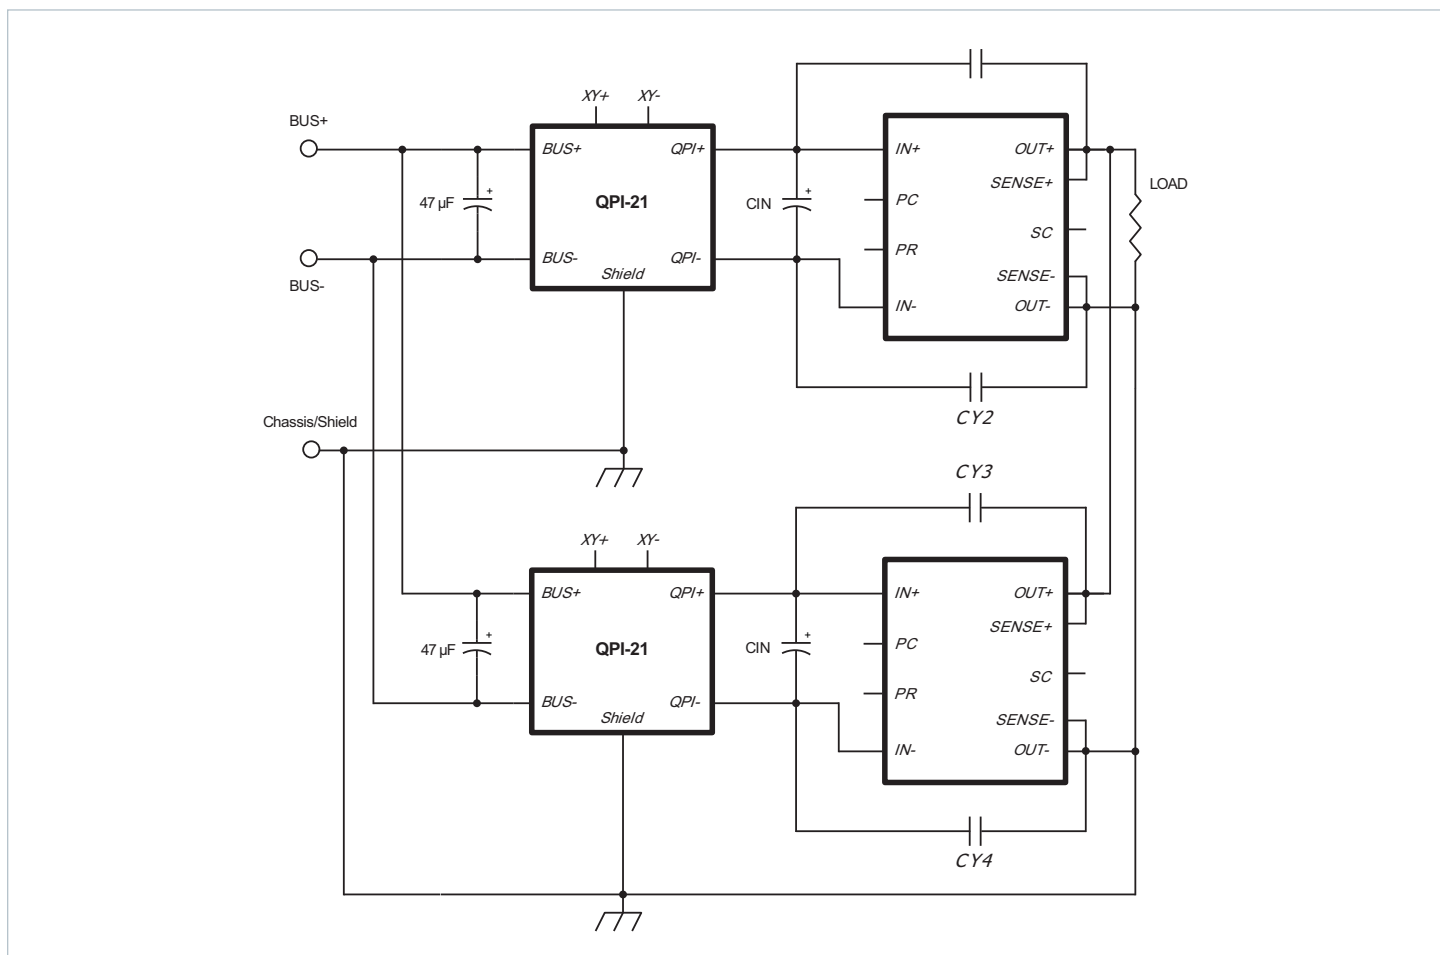 XY+ XY-
BUS+
BUS+ QPI+ IN+ OUT+
SENSE+ LOAD
47 µF + QPI-21 CIN + PC
SC
PR
BUS- QPI- SENSE-
Shield
BUS-
IN- OUT-
CY2
Chassis/Shield
CY3
XY+ XY-
BUS+ QPI+ IN+ OUT+
SENSE+
47 µF + QPI-21 CIN + PC
SC
PR
BUS- QPI- SENSE-
Shield
IN- OUT-
CY4